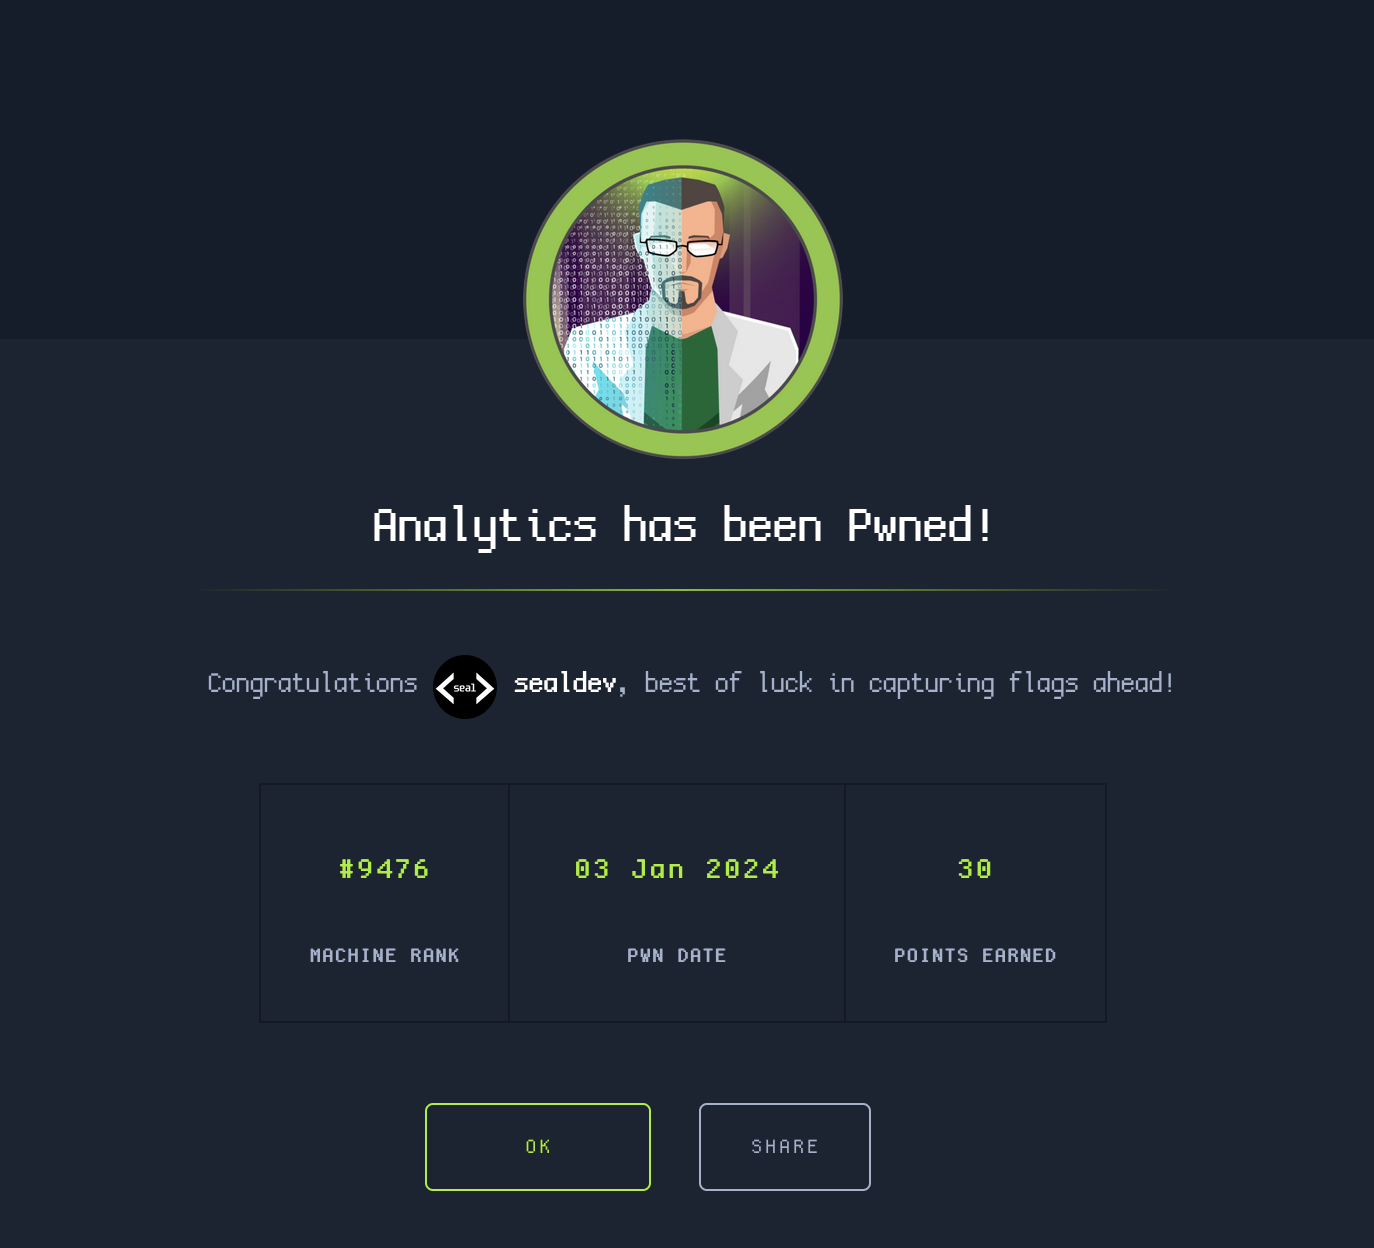 Analytics has been Pwned!
Congratulations <seal> sealdev, best of luck in capturing flags ahead!
#9476
MACHINE RANK
03 Jan 2024
PWN DATE
30
POINTS EARNED
OK
SHARE